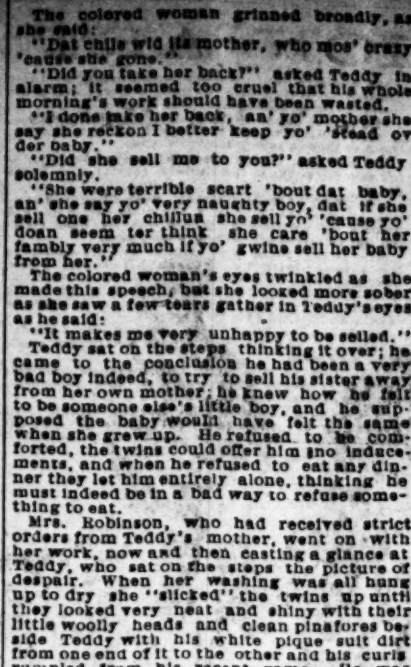 The colored woman grinned broadly, as
she said:
"Dat chile wid its mother, who mos' crazy
'cause she gone."
"Did you take her back?" asked Teddy in
alarm; it seemed too cruel that his whole
morning's work should have been wasted.
"I done take her back, an' yo' mother she
say she reckon I better keep yo' 'stead ov
der baby."
"Did she sell me to you?" asked Teddy
solemnly.
"She were terrible scart 'bout dat baby,
an' she say yo' very naughty boy, dat if she
sell one her chillun she sell yo' 'cause yo'
doan seem ter think she care 'bout her
fambly very much if yo' gwine sell her baby
from her."
The colored woman's eyes twinkled as she
made this speech, but she looked more sober
as she saw a few tears gather in Teddy's eyes
as he said:
"It makes me very unhappy to be selled."
Teddy sat on the steps thinking it over; he
came to the conclusion he had been a very
bad boy indeed, to try to sell his sister away
from her own mother; he knew how he felt
to be someone else's little boy, and he sup-
posed the baby would have felt the same
when she grew up. He refused to be com-
forted, the twins could offer him no induce-
ments, and when he refused to eat any din-
ner they let him entirely alone, thinking he
must indeed be in a bad way to refuse some-
thing to eat.
Mrs. Robinson, who had received strict
orders from Teddy's mother, went on with
her work, now and then casting a glance at
Teddy, who sat on the steps the picture of
despair. When her washing was all hung
up to dry she "slicked" the twins up until
they looked very neat and shiny with their
little woolly heads and clean pinafores be-
side Teddy with his white pique suit dirt
from one end of it to the other and his curls